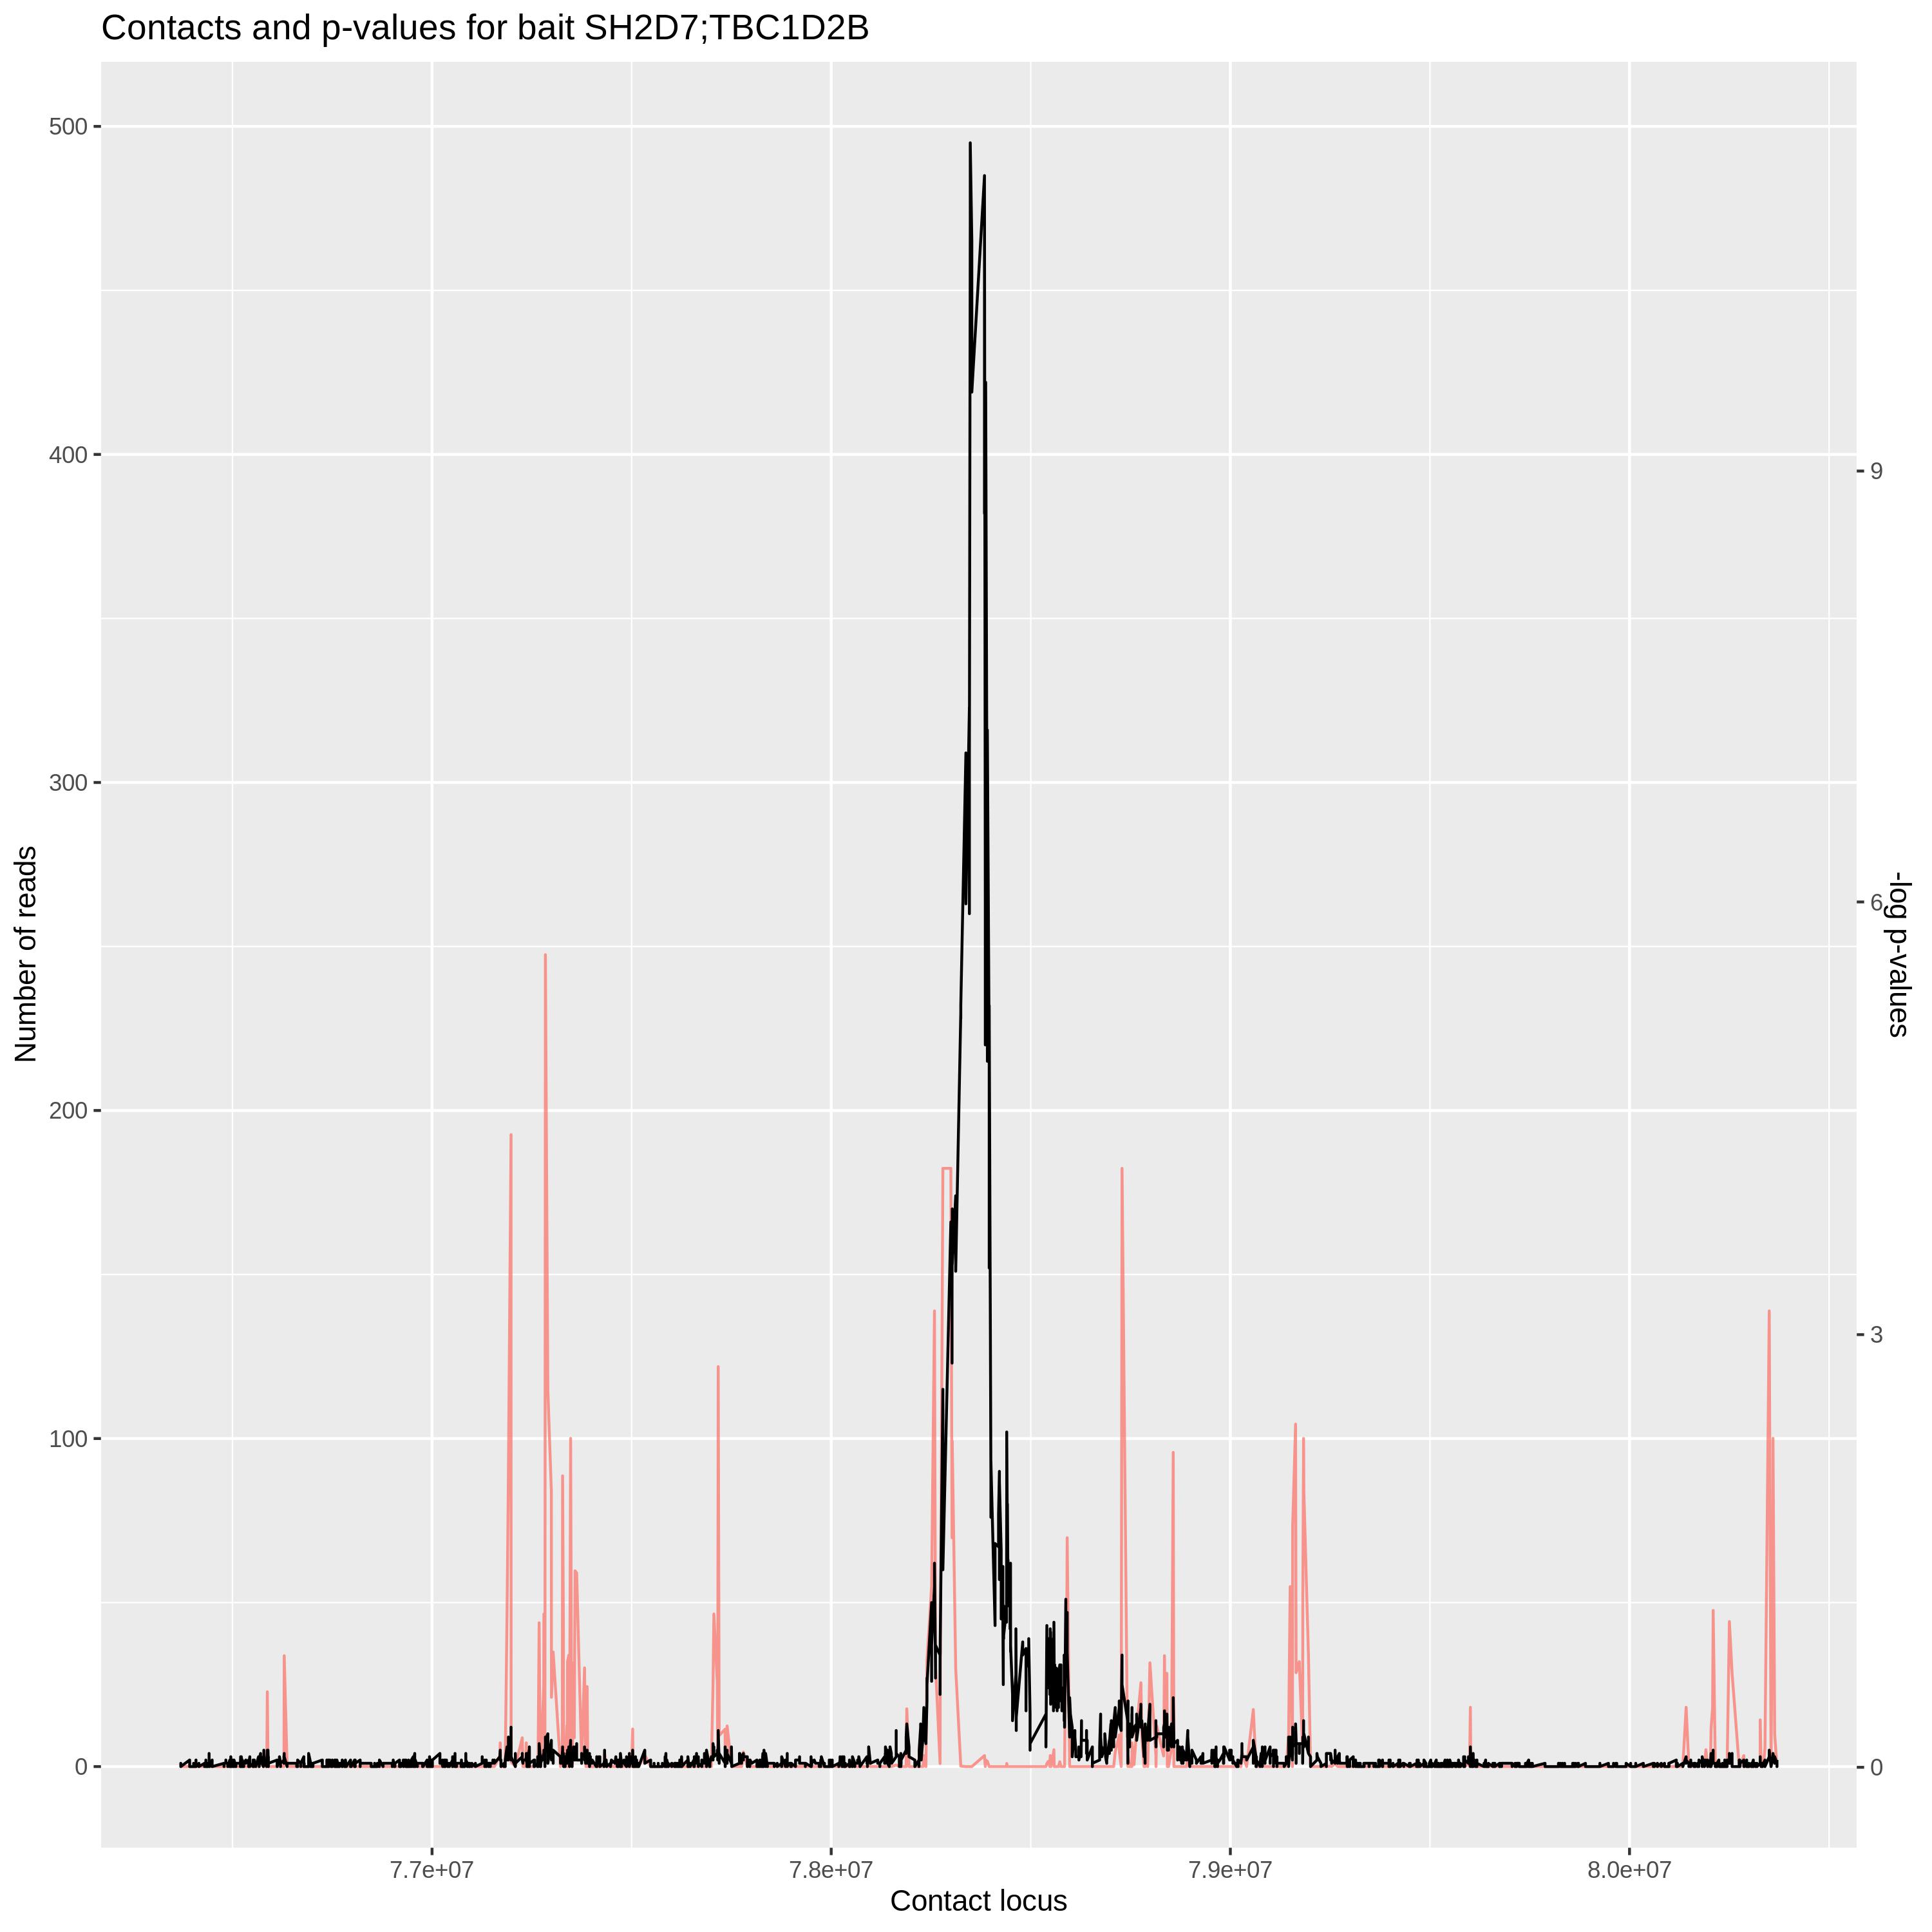 Contacts and p-values for bait SH2D7;TBC1D2B
Number of reads
500
400
300
200
100
0
9
6
3
0
-log p-values
7.7e+07
7.8e+07
7.9e+07
8.0e+07
Contact locus